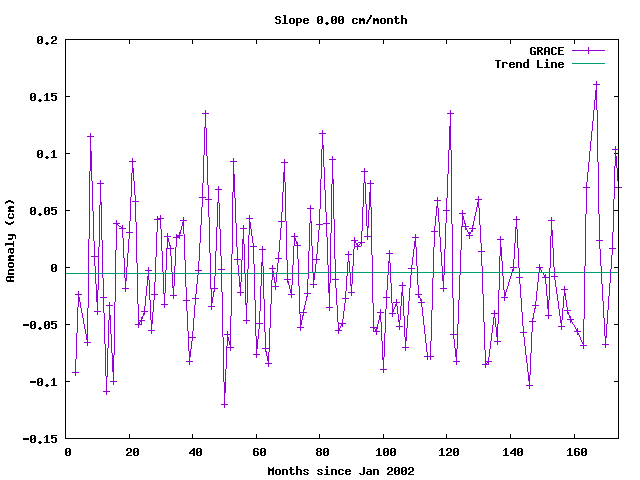 Slope 0.00 cm/month
GRACE
Trend Line
0.2
0.15
0.1
0.05
0
-0.05
-0.1
-0.15
Anomaly (cm)
0 20 40 60 80 100 120 140 160
Months since Jan 2002